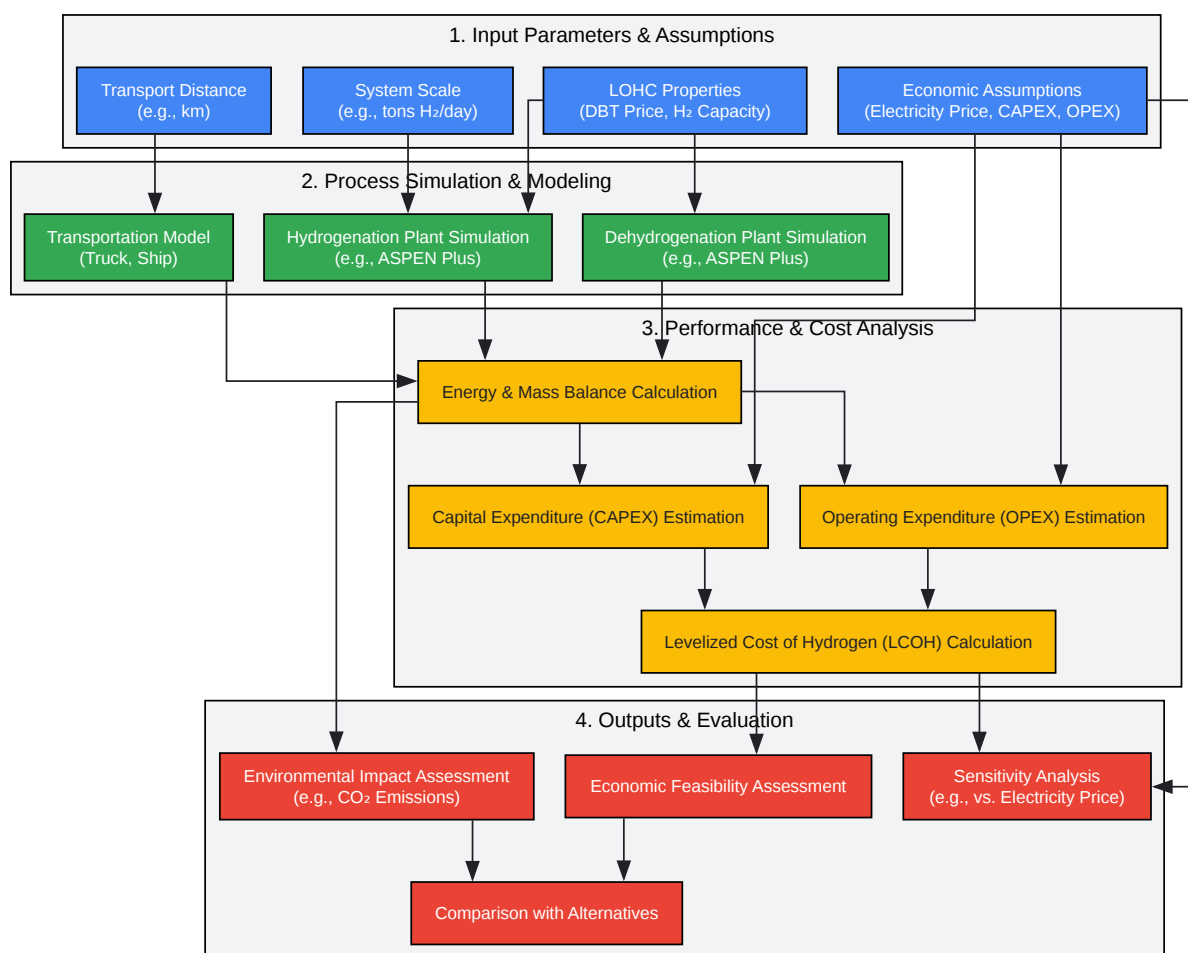 1. Input Parameters & Assumptions
Transport Distance
(e.g., km)
System Scale
(e.g., tons H₂/day)
LOHC Properties
(DBT Price, H₂ Capacity)
Economic Assumptions
(Electricity Price, CAPEX, OPEX)
2. Process Simulation & Modeling
Transportation Model
(Truck, Ship)
Hydrogenation Plant Simulation
(e.g., ASPEN Plus)
Dehydrogenation Plant Simulation
(e.g., ASPEN Plus)
3. Performance & Cost Analysis
Energy & Mass Balance Calculation
Capital Expenditure (CAPEX) Estimation
Operating Expenditure (OPEX) Estimation
Levelized Cost of Hydrogen (LCOH) Calculation
4. Outputs & Evaluation
Environmental Impact Assessment
(e.g., CO₂ Emissions)
Economic Feasibility Assessment
Sensitivity Analysis
(e.g., vs. Electricity Price)
Comparison with Alternatives